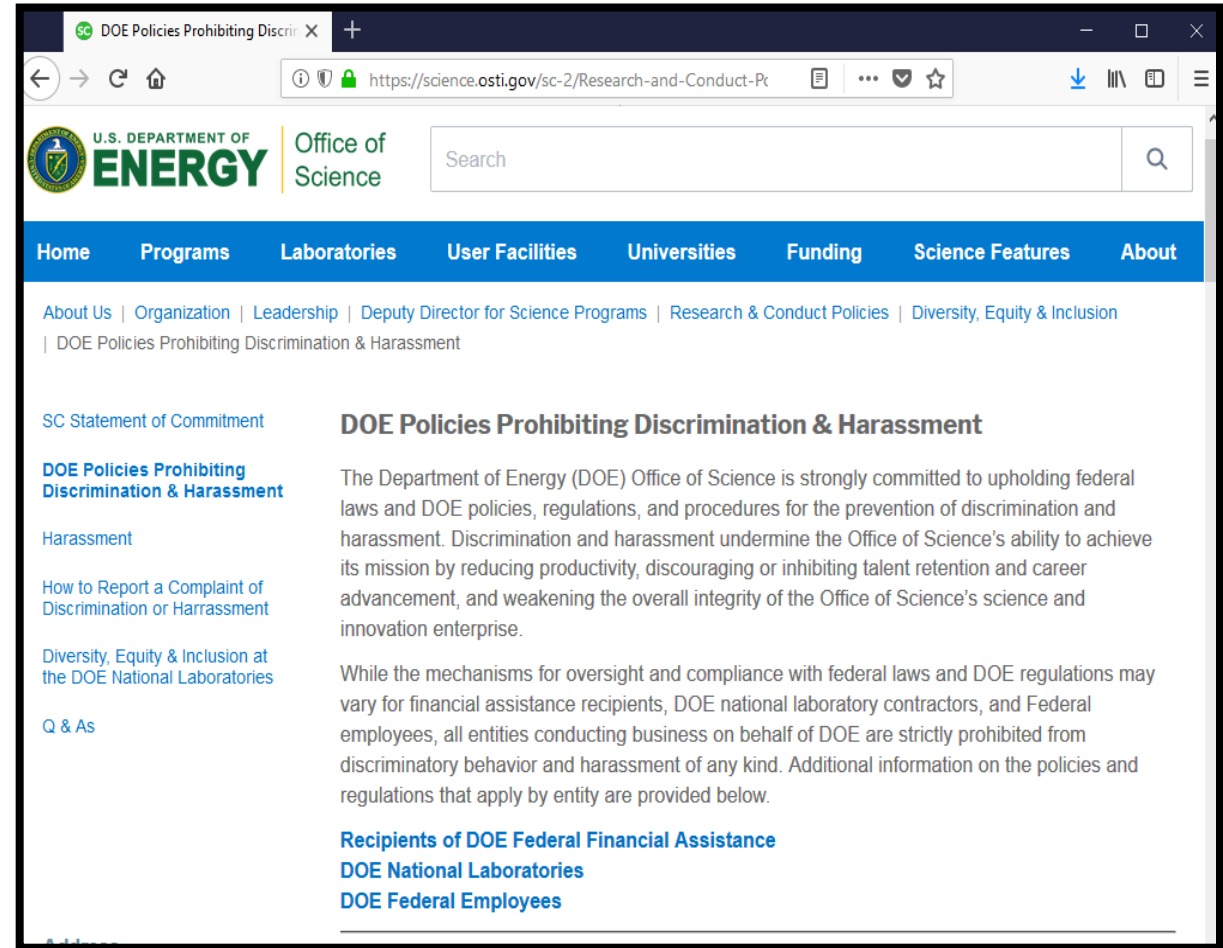 DOE Policies Prohibiting Discrin
https://science.osti.gov/sc-2/Research-and-Conduct-Po
U.S. DEPARTMENT OF
ENERGY
Office of
Science
Search
Home Programs Laboratories User Facilities Universities Funding Science Features About
About Us | Organization | Leadership | Deputy Director for Science Programs | Research & Conduct Policies | Diversity, Equity & Inclusion
| DOE Policies Prohibiting Discrimination & Harassment
SC Statement of Commitment
DOE Policies Prohibiting
Discrimination & Harassment
Harassment
How to Report a Complaint of
Discrimination or Harrassment
Diversity, Equity & Inclusion at
the DOE National Laboratories
Q & As
DOE Policies Prohibiting Discrimination & Harassment
The Department of Energy (DOE) Office of Science is strongly committed to upholding federal
laws and DOE policies, regulations, and procedures for the prevention of discrimination and
harassment. Discrimination and harassment undermine the Office of Science’s ability to achieve
its mission by reducing productivity, discouraging or inhibiting talent retention and career
advancement, and weakening the overall integrity of the Office of Science’s science and
innovation enterprise.
While the mechanisms for oversight and compliance with federal laws and DOE regulations may
vary for financial assistance recipients, DOE national laboratory contractors, and Federal
employees, all entities conducting business on behalf of DOE are strictly prohibited from
discriminatory behavior and harassment of any kind. Additional information on the policies and
regulations that apply by entity are provided below.
Recipients of DOE Federal Financial Assistance
DOE National Laboratories
DOE Federal Employees